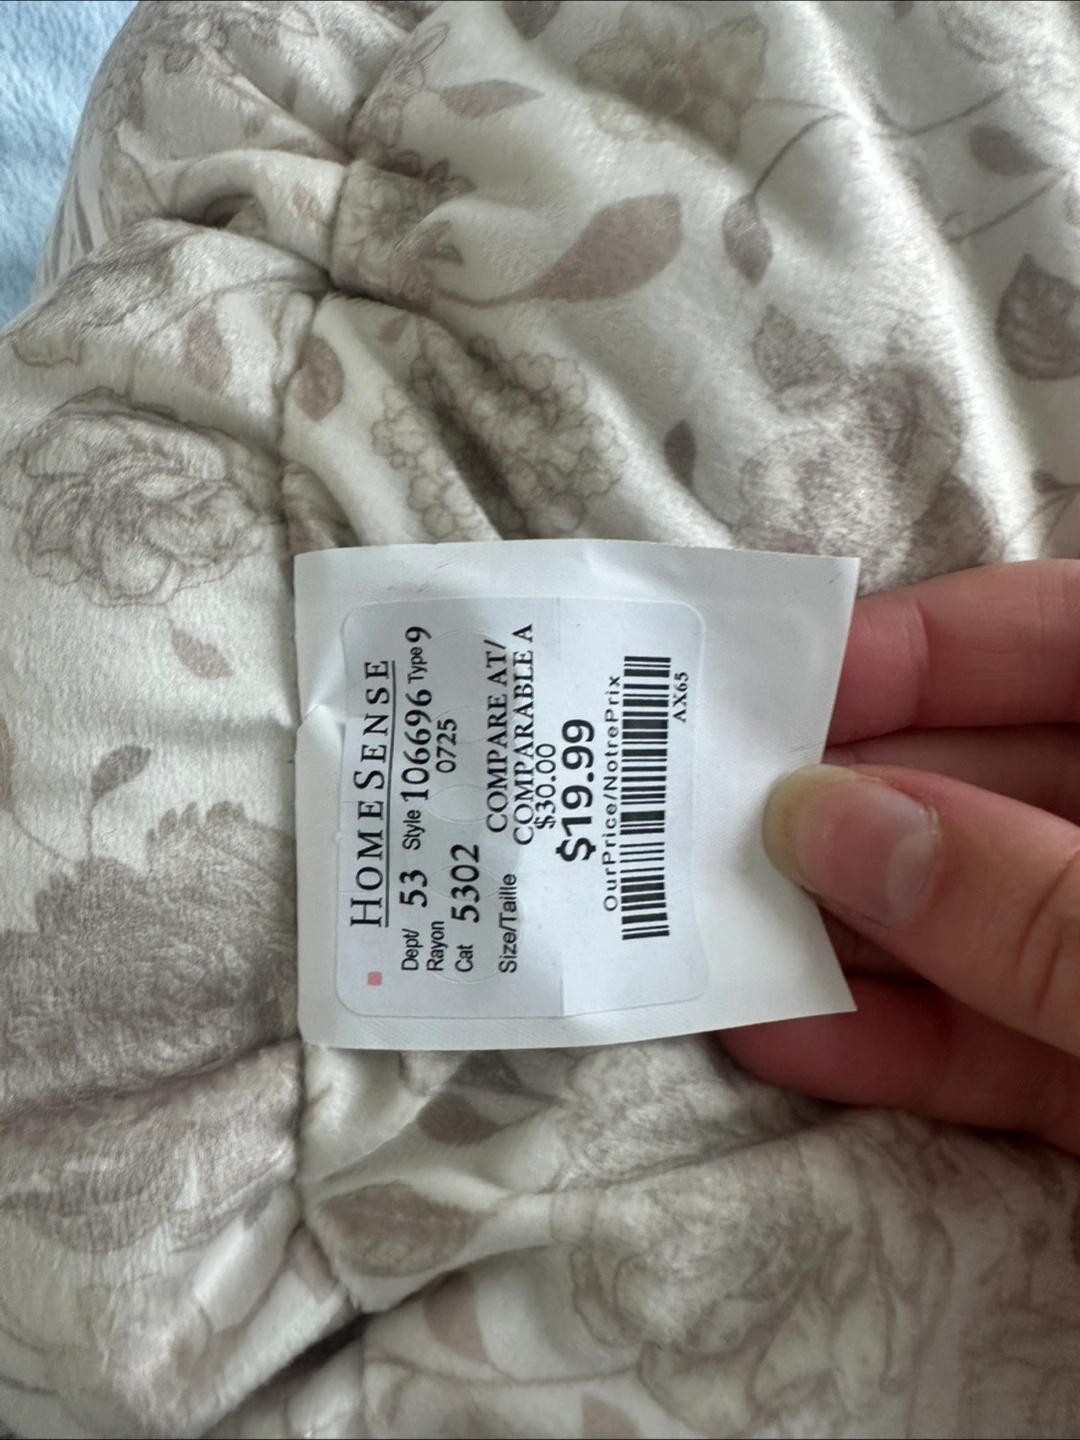 HOMESENSE
Dept/ Rayon 53 Style 106696 Type 9
Cat 5302 0725
Size/Taille COMPARE AT/
COMPARABLE A
$30.00
$19.99
OurPrice/NotrePrix
AX65